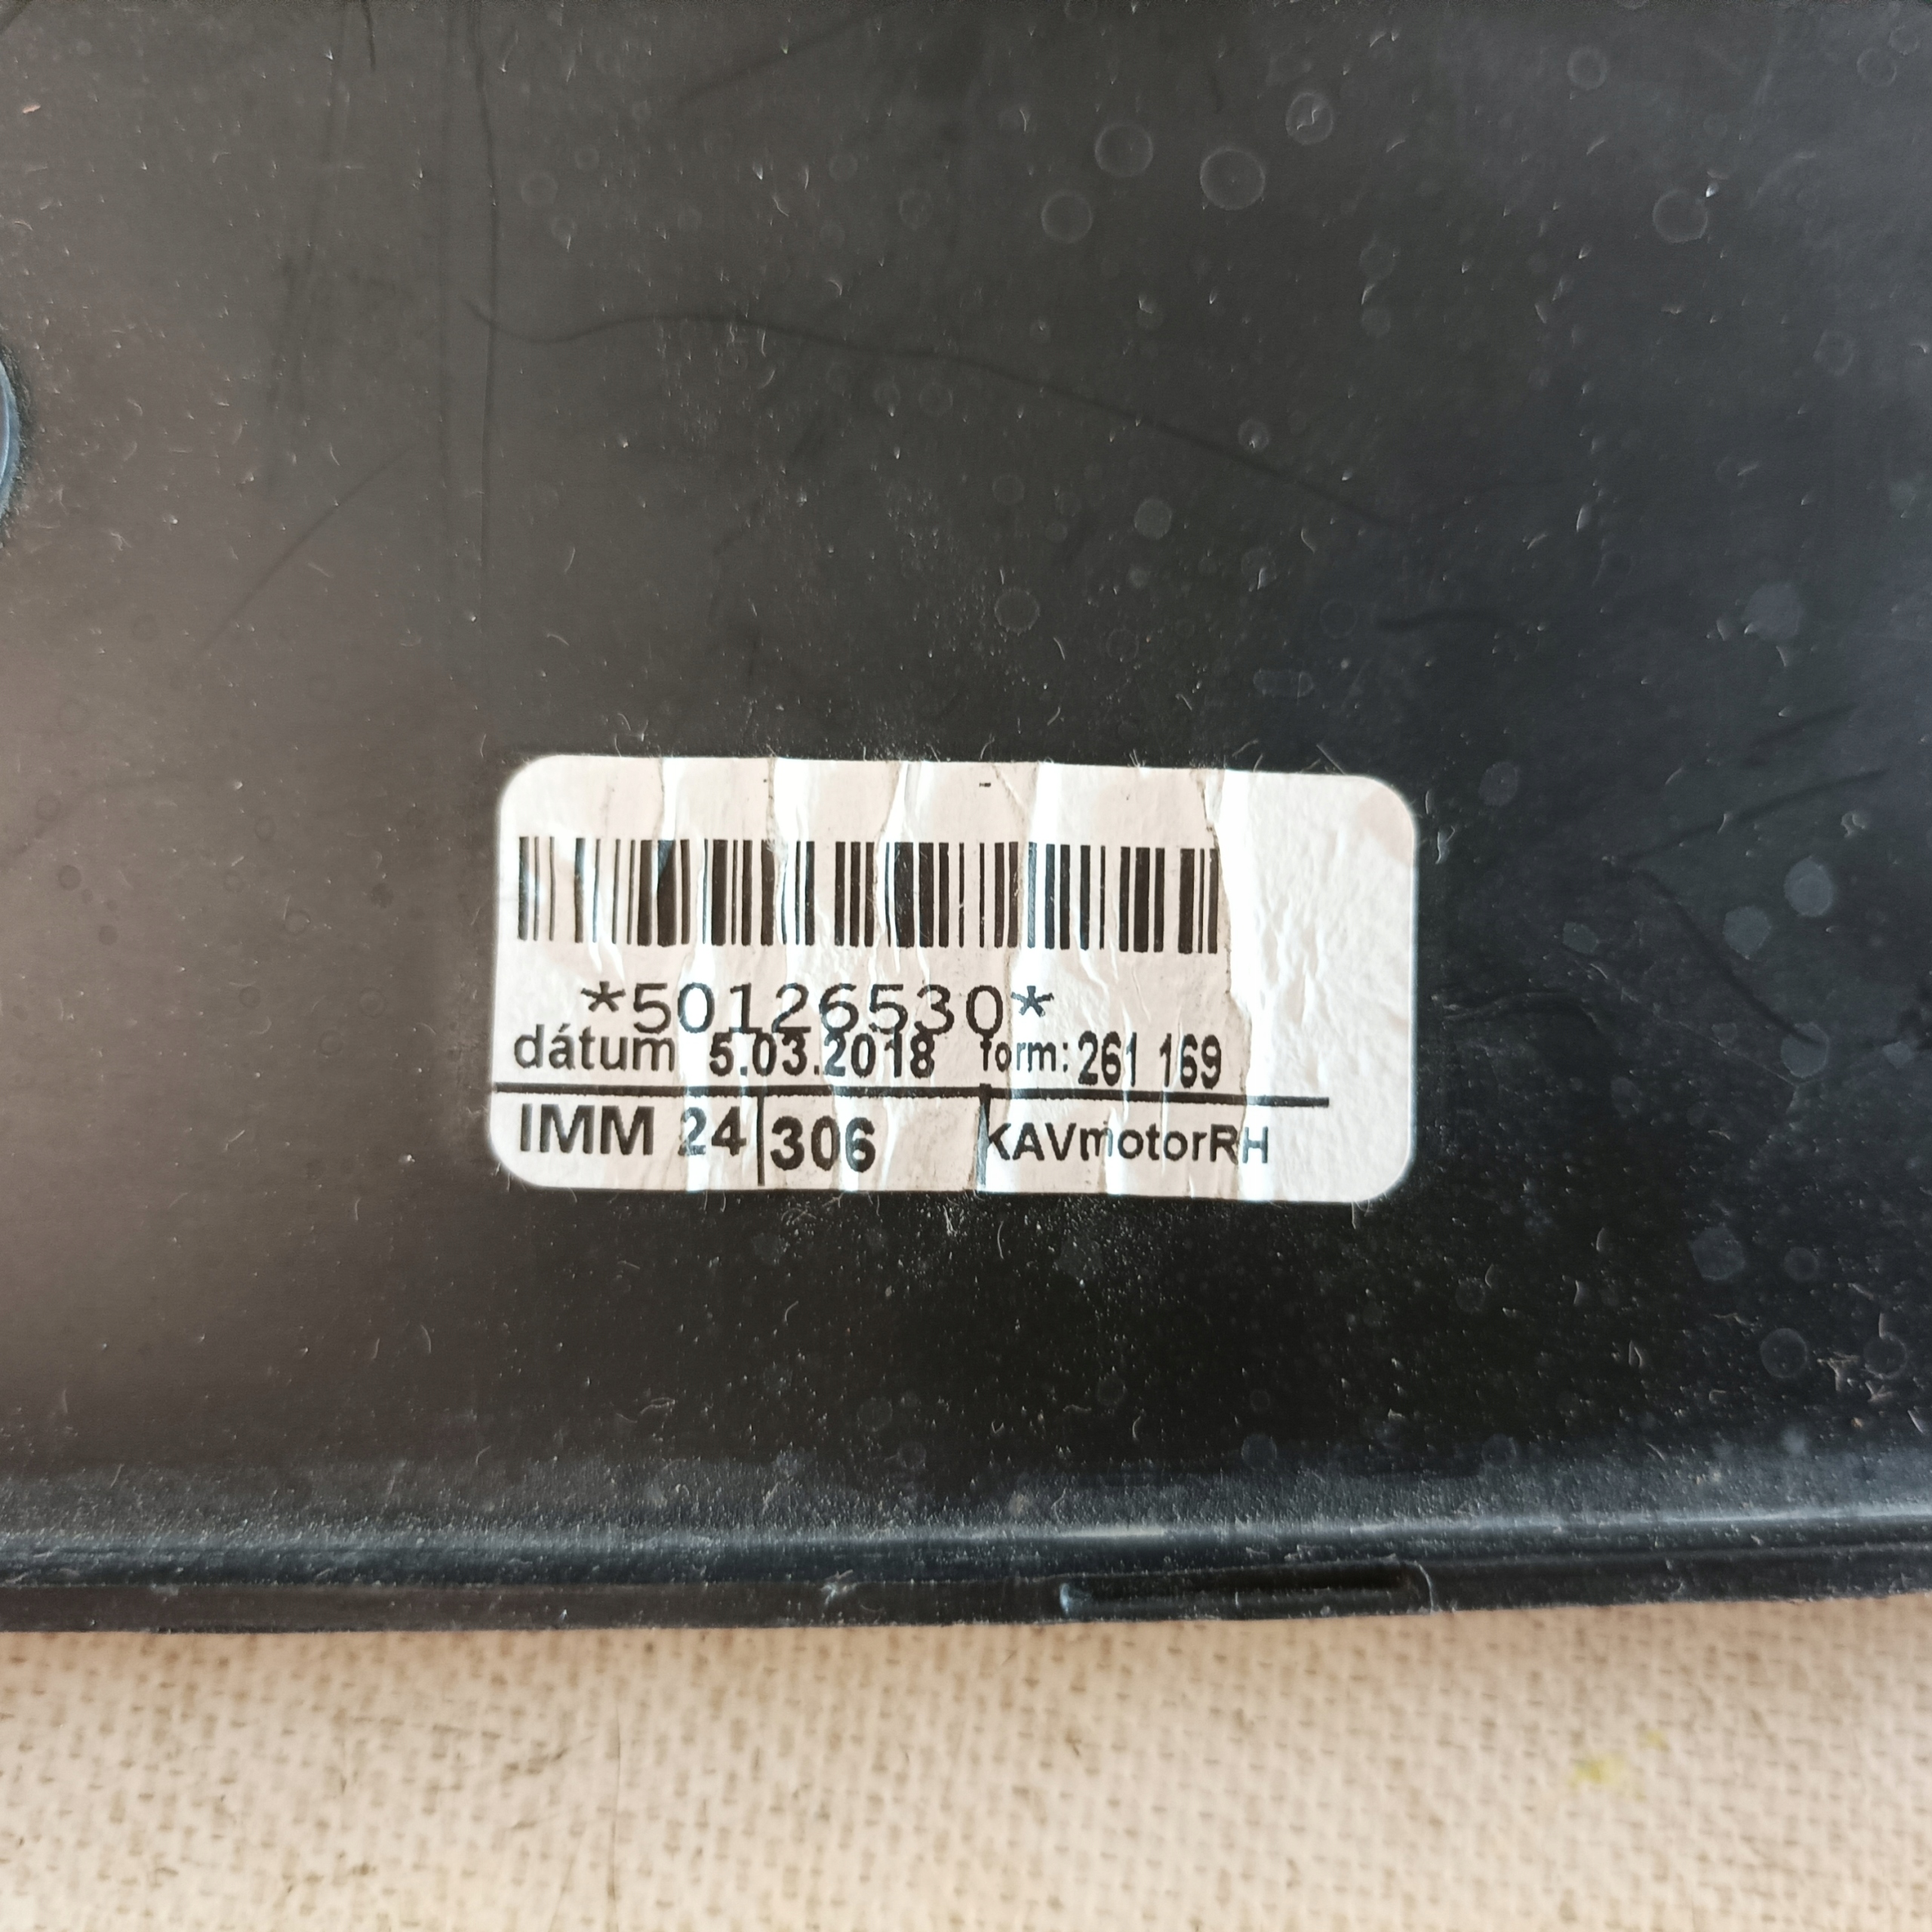 *50126530*
dátum 5.03.2018 form: 261 169
IMM 24 306 KAVmotorRH